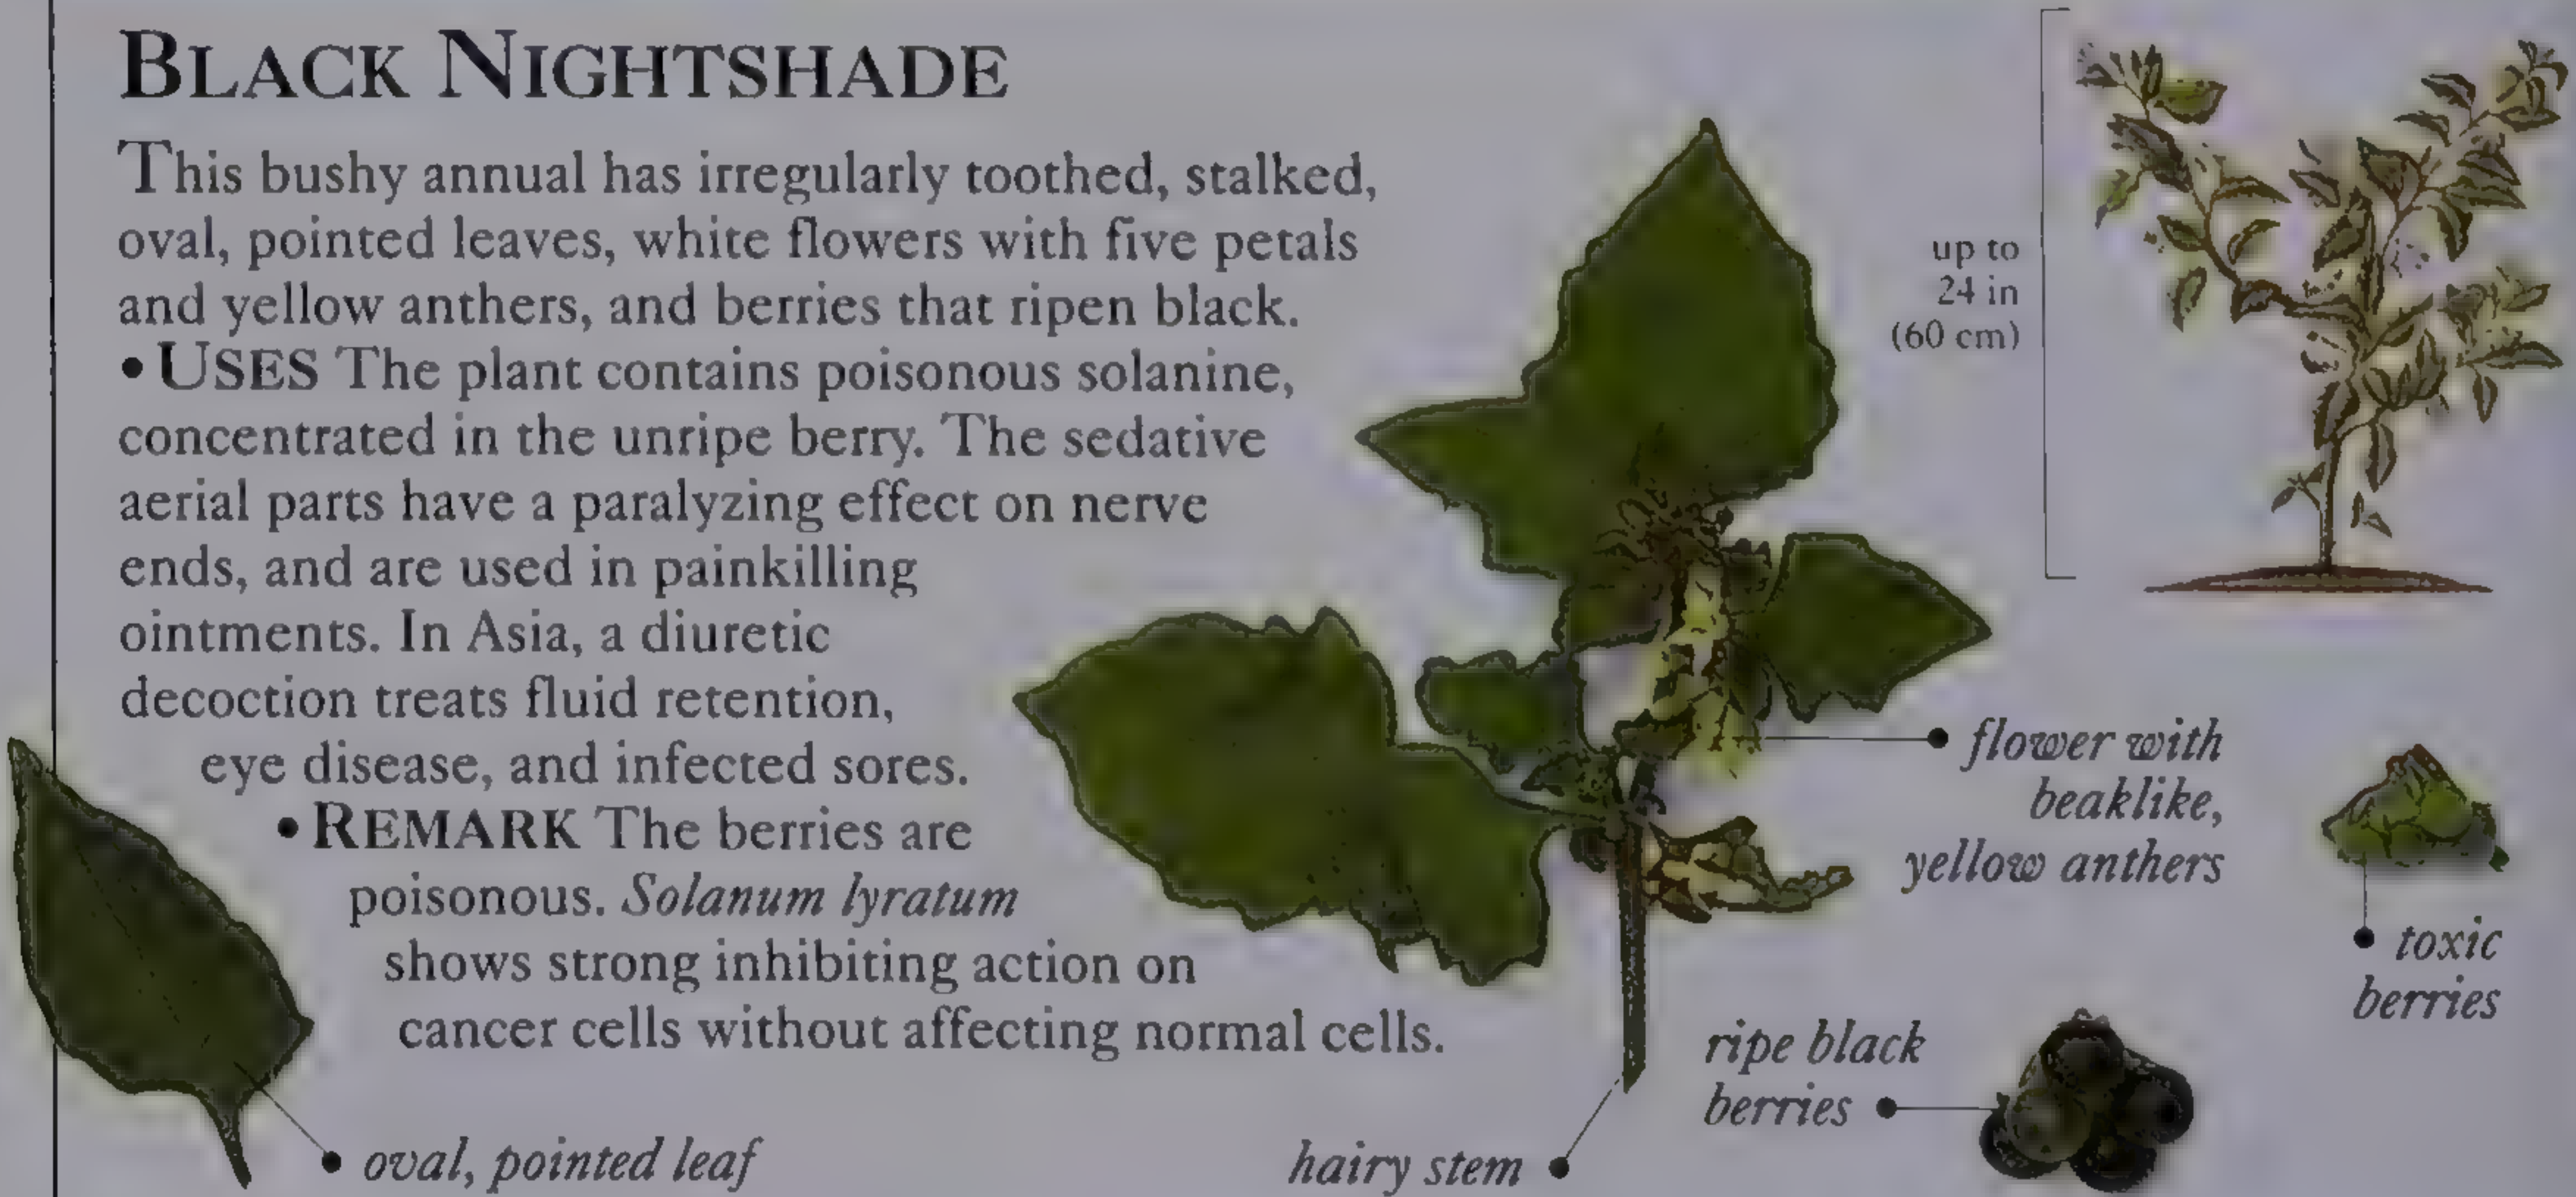 BLACK NIGHTSHADE
This bushy annual has irregularly toothed, stalked,
oval, pointed leaves, white flowers with five petals
and yellow anthers, and berries that ripen black.
• USES The plant contains poisonous solanine,
concentrated in the unripe berry. The sedative
aerial parts have a paralyzing effect on nerve
ends, and are used in painkilling
ointments. In Asia, a diuretic
decoction treats fluid retention,
eye disease, and infected sores.
• REMARK The berries are
poisonous. Solanum lyratum
shows strong inhibiting action on
cancer cells without affecting normal cells.
oval, pointed leaf
up to
24 in
(60 cm)
flower with
beaklike,
yellow anthers
toxic
berries
ripe black
berries
hairy stem